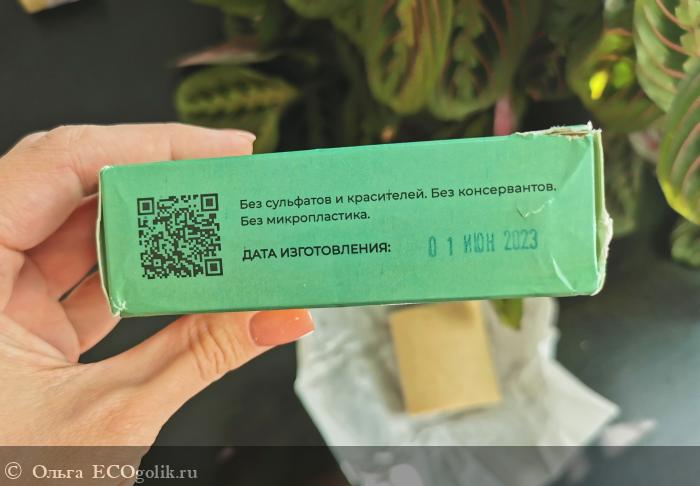 Без сульфатов и красителей. Без консервантов.
Без микропластика.
ДАТА ИЗГОТОВЛЕНИЯ: 01 ИЮН 2023
© Ольга ECOgolik.ru